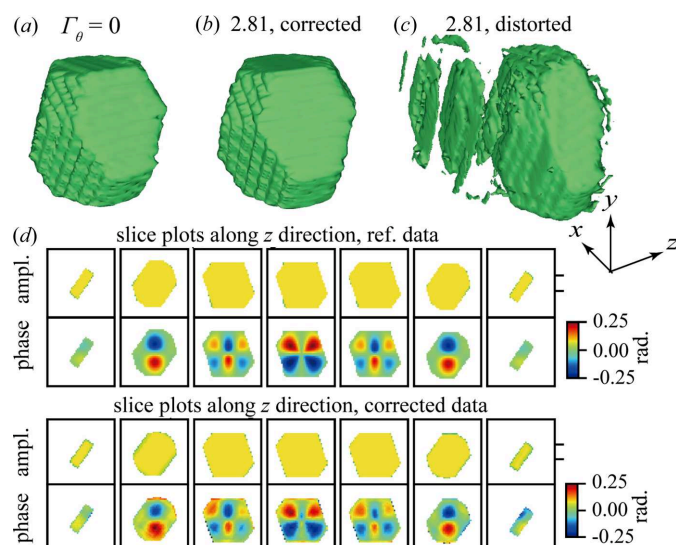 (a) Γθ = 0
(b) 2.81, corrected
(c) 2.81, distorted
y
x
z
(d) slice plots along z direction, ref. data
ampl.
phase
0.25
0.00
-0.25
rad.
slice plots along z direction, corrected data
ampl.
phase
0.25
0.00
-0.25
rad.